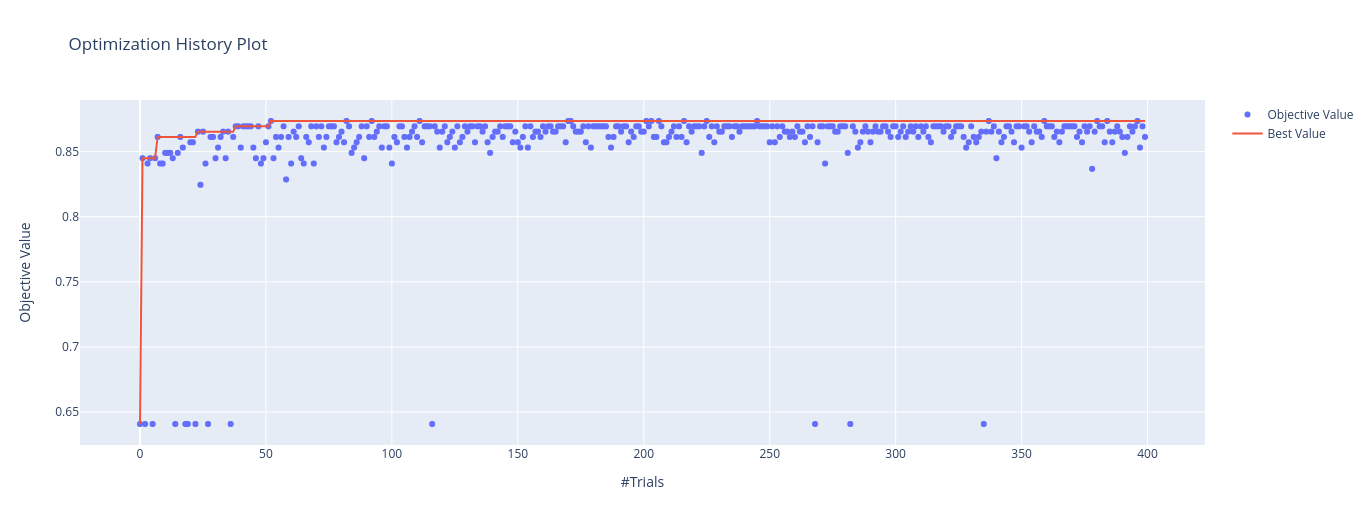 Optimization History Plot
Objective Value
Best Value
0.85
0.8
0.75
0.7
0.65
Objective Value
0
50
100
150
200
250
300
350
400
#Trials